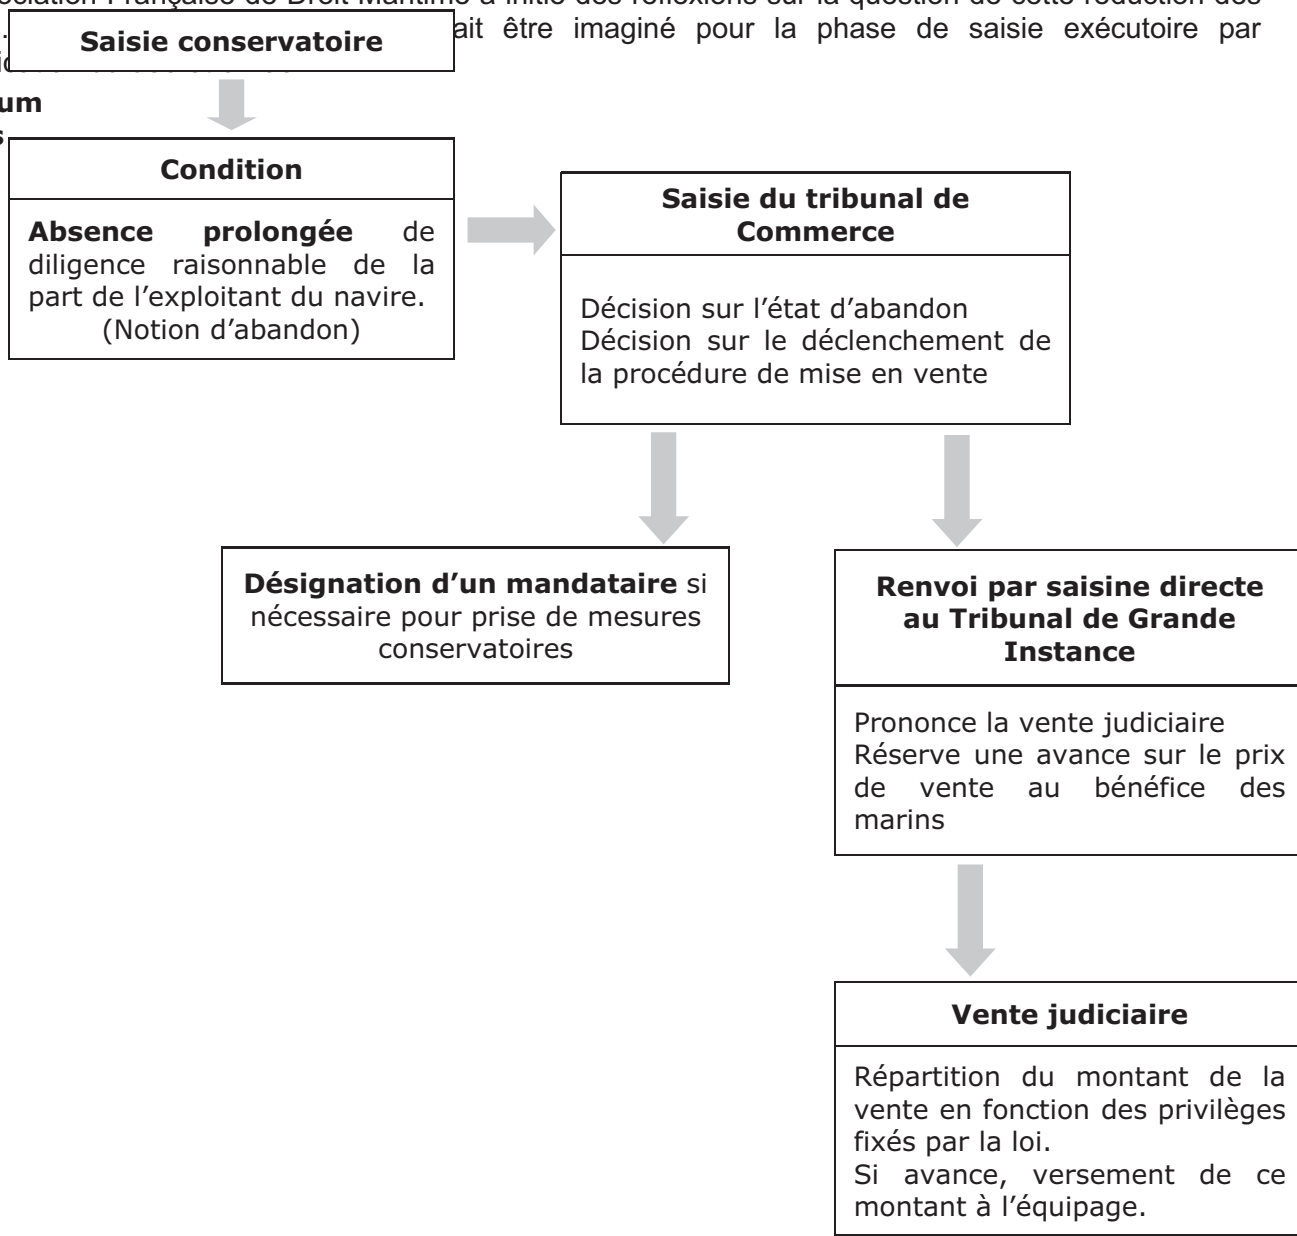 Saisie conservatoire
ait être imaginé pour la phase de saisie exécutoire par
um
Condition
Absence prolongée de
diligence raisonnable de la
part de l’exploitant du navire.
(Notion d’abandon)
Saisie du tribunal de
Commerce
Décision sur l’état d’abandon
Décision sur le déclenchement de
la procédure de mise en vente
Désignation d’un mandataire si
nécessaire pour prise de mesures
conservatoires
Renvoi par saisine directe
au Tribunal de Grande
Instance
Prononce la vente judiciaire
Réserve une avance sur le prix
de vente au bénéfice des
marins
Vente judiciaire
Répartition du montant de la
vente en fonction des privilèges
fixés par la loi.
Si avance, versement de ce
montant à l’équipage.